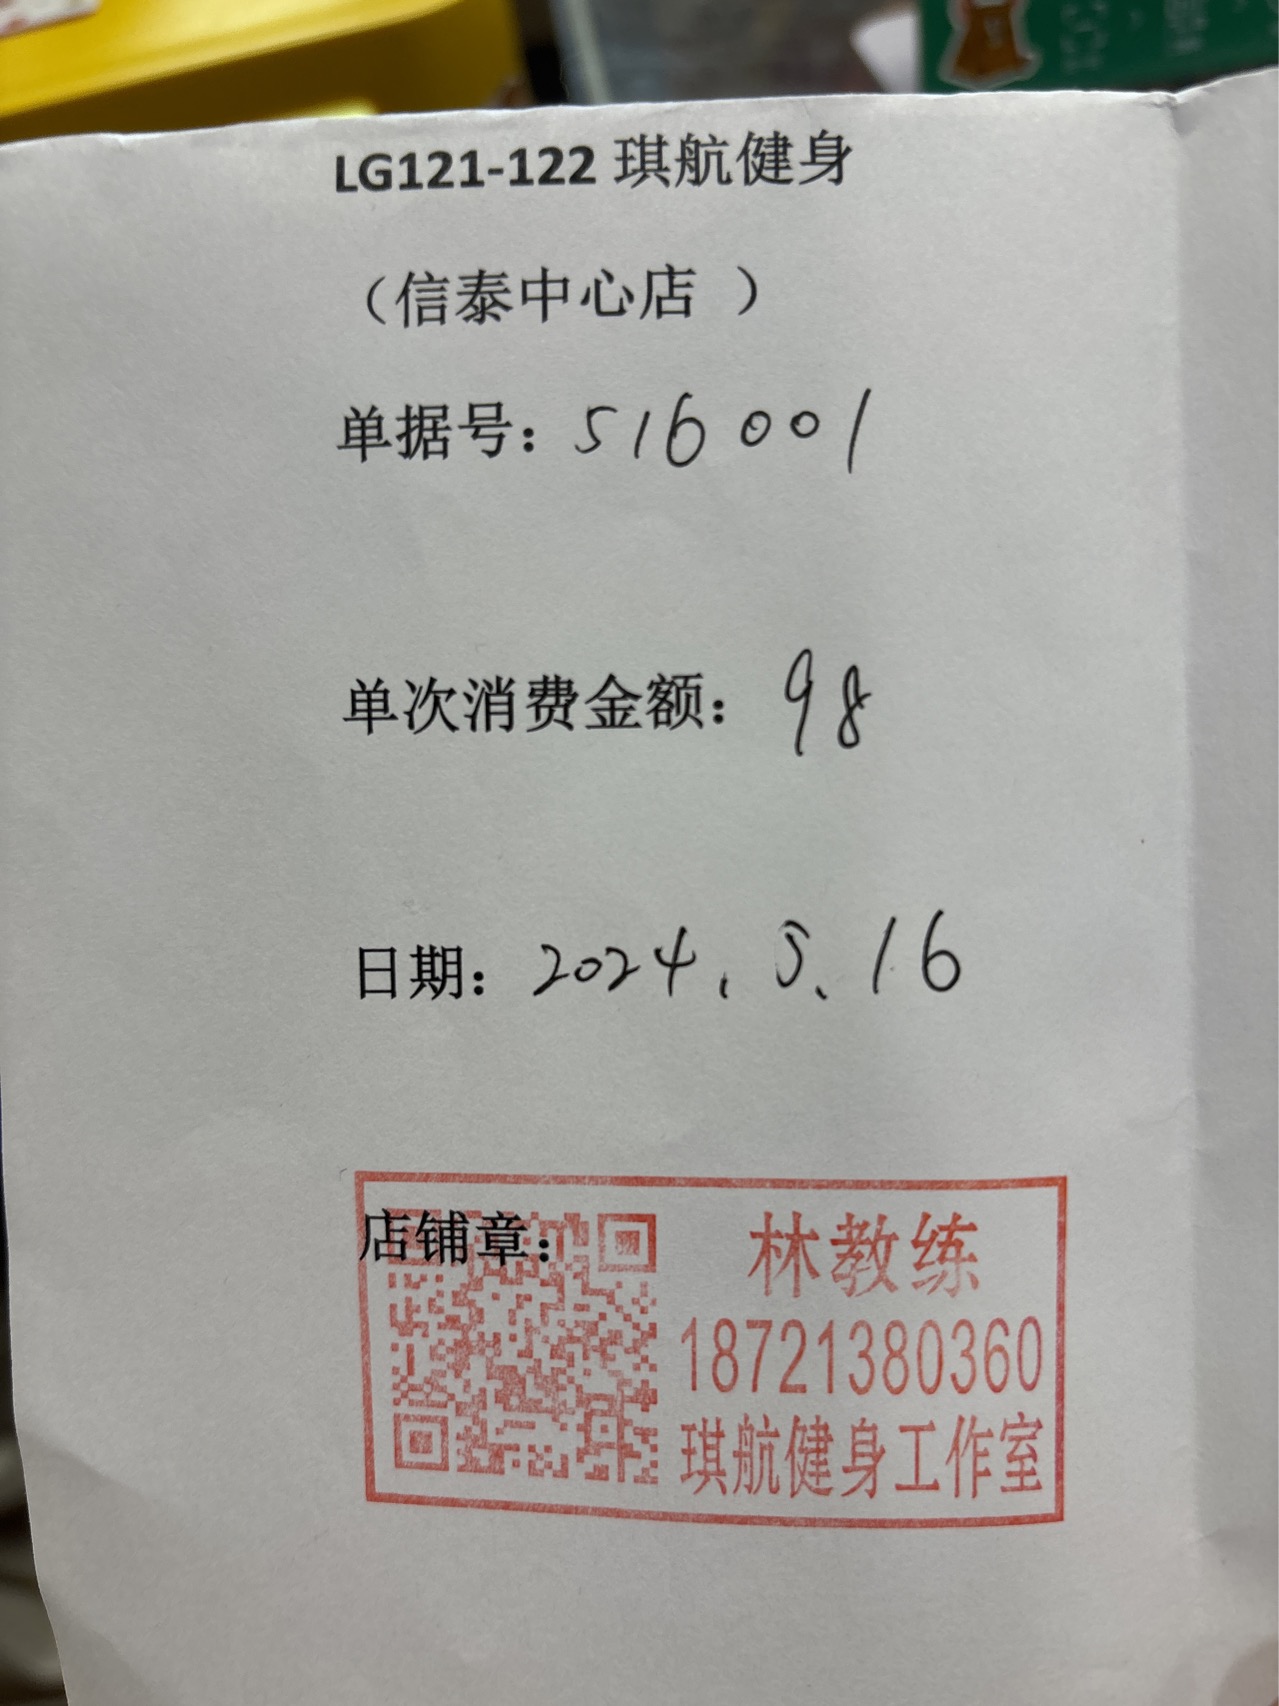 LG121-122 琪航健身
（信泰中心店 ）
单据号：516001
单次消费金额：98
日期：2024.5.16
店铺章：
林教练
18721380360
琪航健身工作室